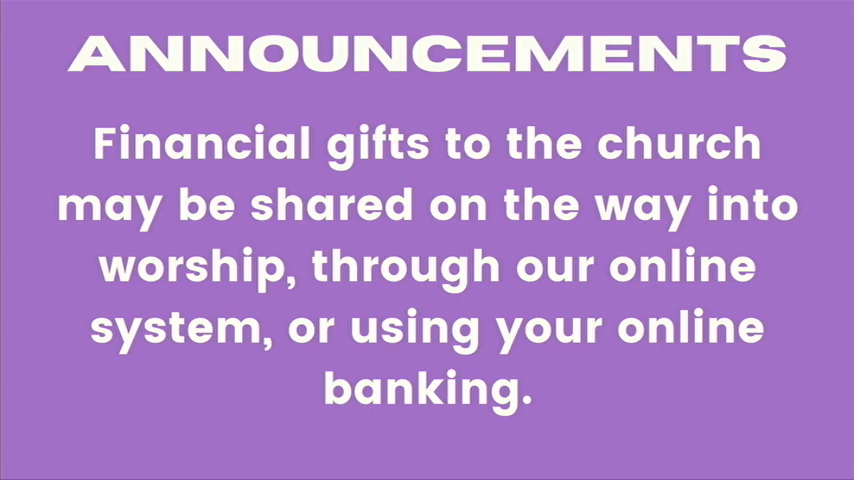 ANNOUNCEMENTS
Financial gifts to the church
may be shared on the way into
worship, through our online
system, or using your online
banking.